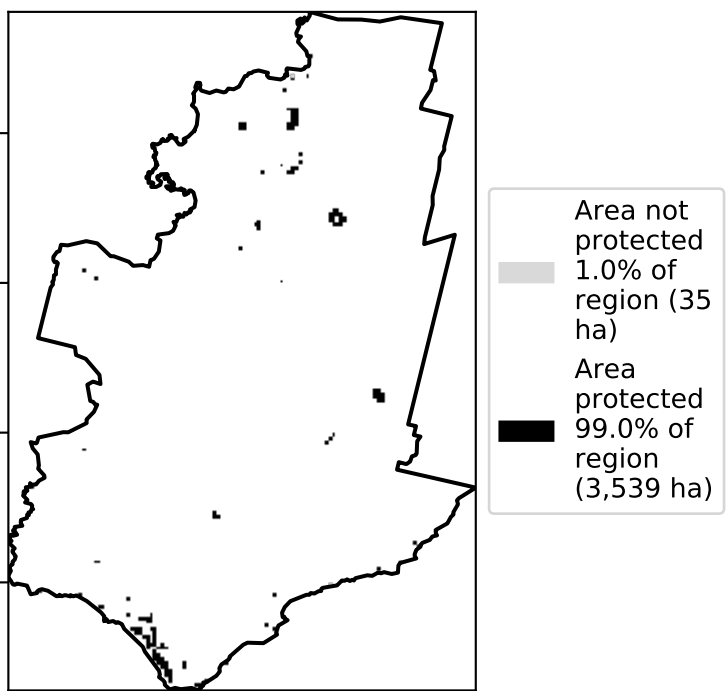 Area not
protected
1.0% of
region (35
ha)
Area
protected
99.0% of
region
(3,539 ha)